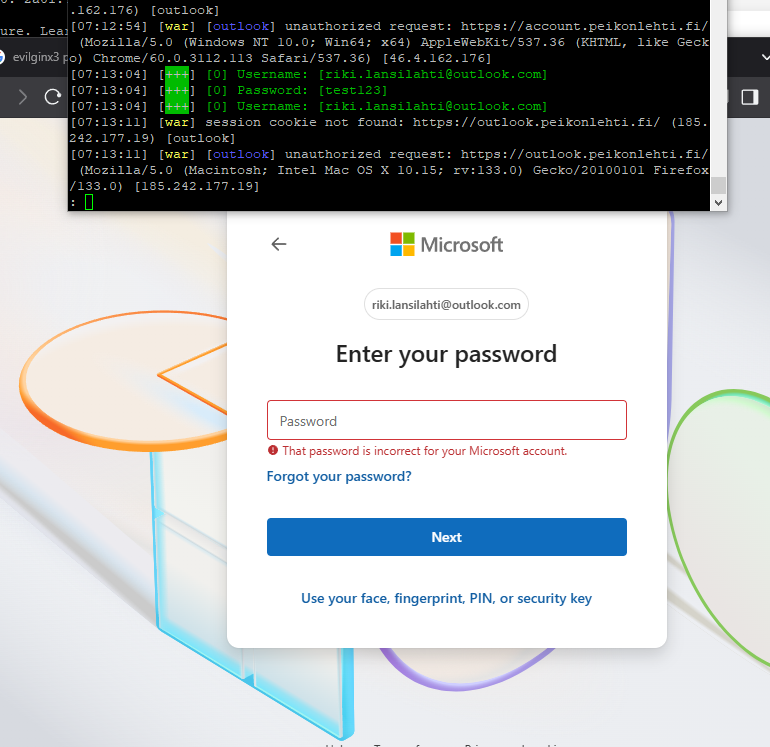 .162.176) [outlook]
[07:12:54] [war] [outlook] unauthorized request: https://account.peikonlehti.fi/
(Mozilla/5.0 (Windows NT 10.0; Win64; x64) AppleWebKit/537.36 (KHTML, like Geck
o) Chrome/60.0.3112.113 Safari/537.36) [46.4.162.176]
[07:13:04] [+++] [0] Username: [riki.lansilahti@outlook.com]
[07:13:04] [+++] [0] Password: [test123]
[07:13:04] [+++] [0] Username: [riki.lansilahti@outlook.com]
[07:13:11] [war] session cookie not found: https://outlook.peikonlehti.fi/ (185.
242.177.19) [outlook]
[07:13:11] [war] [outlook] unauthorized request: https://outlook.peikonlehti.fi/
(Mozilla/5.0 (Macintosh; Intel Mac OS X 10.15; rv:133.0) Gecko/20100101 Firefox
/133.0) [185.242.177.19]
:
ure. Lear
evilginx3 p
Microsoft
riki.lansilahti@outlook.com
Enter your password
Password
That password is incorrect for your Microsoft account.
Forgot your password?
Next
Use your face, fingerprint, PIN, or security key